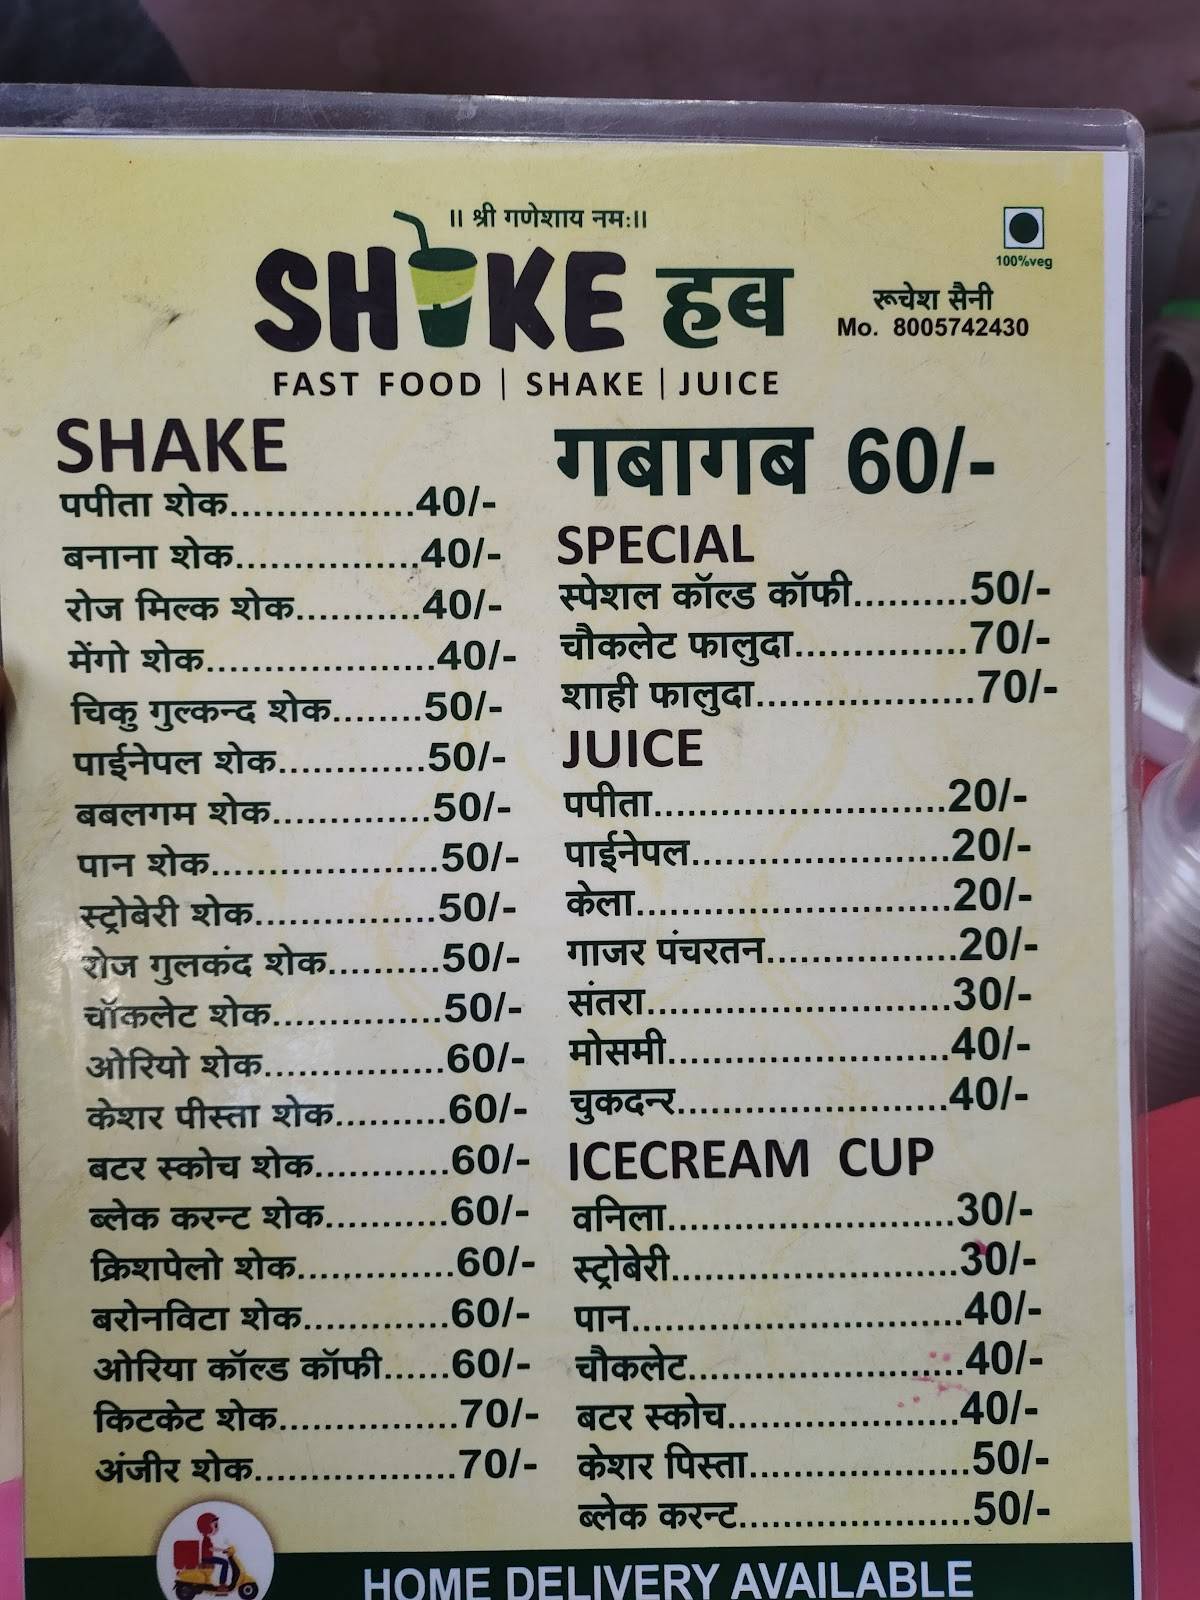 ॥ श्री गणेशाय नमः॥
SHAKE हब
100%veg
रूचेश सैनी
Mo. 8005742430
FAST FOOD | SHAKE | JUICE
SHAKE
पपीता शेक................40/-
बनाना शेक................40/-
रोज मिल्क शेक...........40/-
मेंगो शेक....................40/-
चिकु गुल्कन्द शेक........50/-
पाईनेपल शेक.............50/-
बबलगम शेक..............50/-
पान शेक....................50/-
स्ट्रोबेरी शेक................50/-
रोज गुलकंद शेक..........50/-
चॉकलेट शेक...............50/-
ओरियो शेक................60/-
केशर पीस्ता शेक..........60/-
बटर स्कोच शेक............60/-
ब्लेक करन्ट शेक...........60/-
क्रिशपेलो शेक..............60/-
बरोनविटा शेक.............60/-
ओरिया कॉल्ड कॉफी......60/-
किटकेट शेक................70/-
अंजीर शेक..................70/-
गबागब 60/-
SPECIAL
स्पेशल कॉल्ड कॉफी..........50/-
चौकलेट फालुदा...............70/-
शाही फालुदा...................70/-
JUICE
पपीता..........................20/-
पाईनेपल.......................20/-
केला............................20/-
गाजर पंचरतन.................20/-
संतरा...........................30/-
मोसमी.........................40/-
चुकदन्र........................40/-
ICECREAM CUP
वनिला..........................30/-
स्ट्रोबेरी..........................30/-
पान..............................40/-
चौकलेट........................40/-
बटर स्कोच....................40/-
केशर पिस्ता...................50/-
ब्लेक करन्ट....................50/-
HOME DELIVERY AVAILABLE